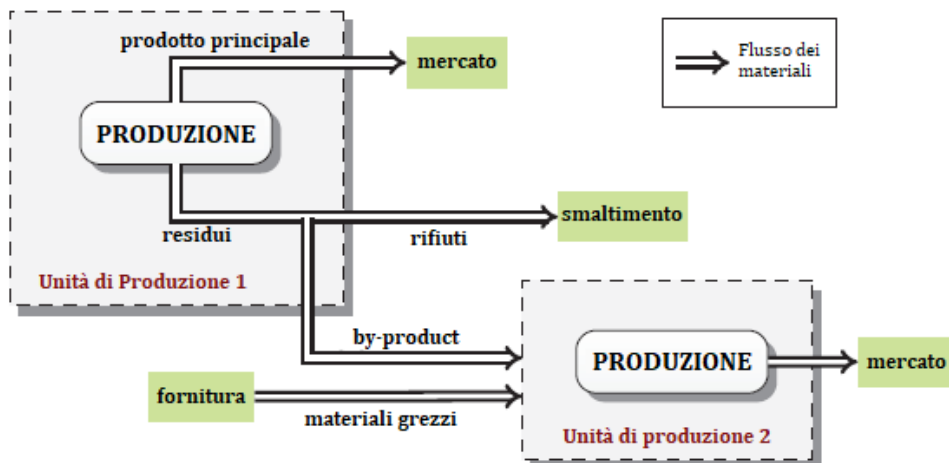 prodotto principale
mercato
Flusso dei
materiali
PRODUZIONE
residui
rifiuti
smaltimento
Unità di Produzione 1
by-product
PRODUZIONE
mercato
fornitura
materiali grezzi
Unità di produzione 2